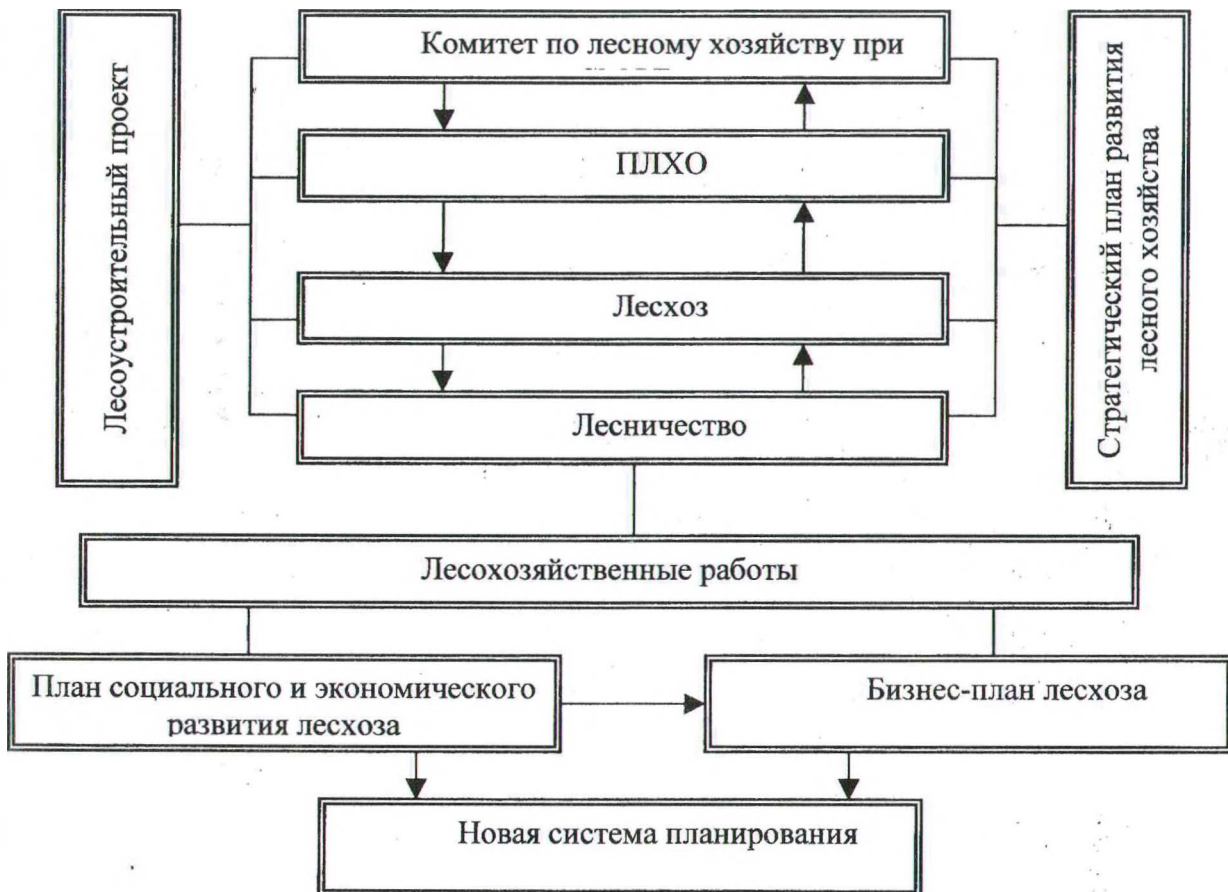 Комитет по лесному хозяйству при
ПЛХО
Лесхоз
Лесничество
Лесоустроительный проект
Стратегический план развития
лесного хозяйства
Лесохозяйственные работы
План социального и экономического
развития лесхоза
Бизнес-план лесхоза
Новая система планирования